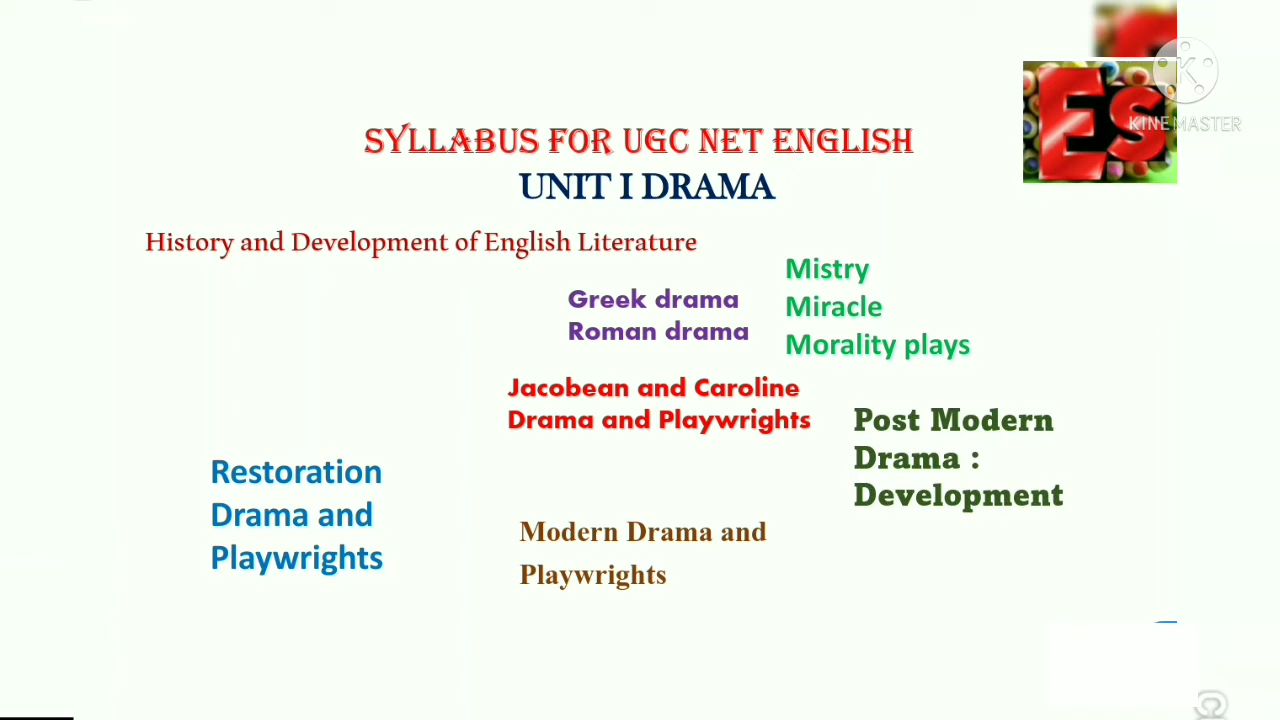 SYLLABUS FOR UGC NET ENGLISH
UNIT I DRAMA
History and Development of English Literature
Mistry
Miracle
Morality plays
Greek drama
Roman drama
Jacobean and Caroline
Drama and Playwrights
Post Modern
Drama :
Development
Restoration
Drama and
Playwrights
Modern Drama and
Playwrights
Es
K
KINEMASTER